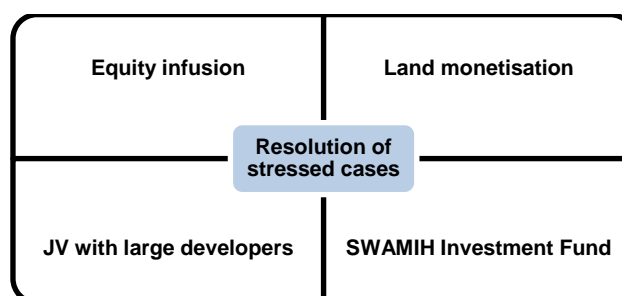 Equity infusion
Land monetisation
Resolution of
stressed cases
JV with large developers
SWAMIH Investment Fund